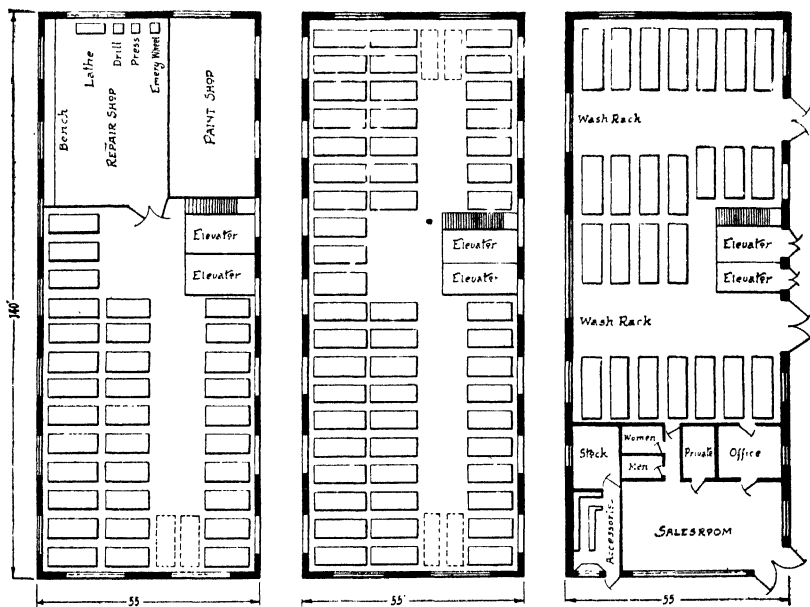 Lathe
Drill
Press
Emery Wheel
Bench
REPAIR SHOP
PAINT SHOP
Elevator
Elevator
140'
55
Elevator
Elevator
55'
Wash Rack
Elevator
Elevator
Wash Rack
Stock
Women
Men
Private
Office
Accessories
SALESROOM
55